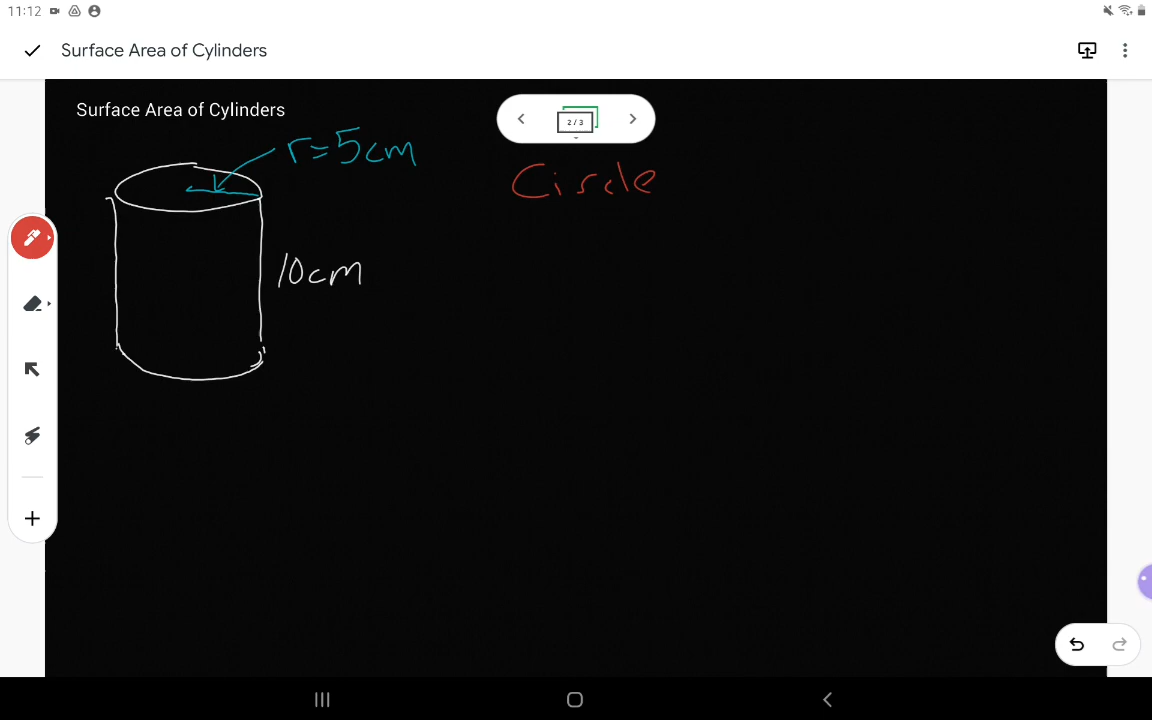 11:12
Surface Area of Cylinders
Surface Area of Cylinders
2 / 3
r=5cm
Circle
10cm